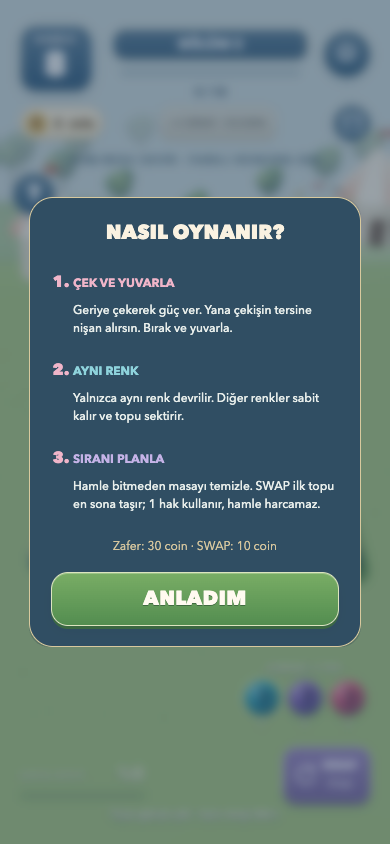 NASIL OYNANIR?
1. ÇEK VE YUVARLA
Geriye çekerek güç ver. Yana çekişin tersine
nişan alırsın. Bırak ve yuvarla.
2. AYNI RENK
Yalnızca aynı renk devrilir. Diğer renkler sabit
kalır ve topu sektirir.
3. SIRANI PLANLA
Hamle bitmeden masayı temizle. SWAP ilk topu
en sona taşır; 1 hak kullanır, hamle harcamaz.
Zafer: 30 coin · SWAP: 10 coin
ANLADIM